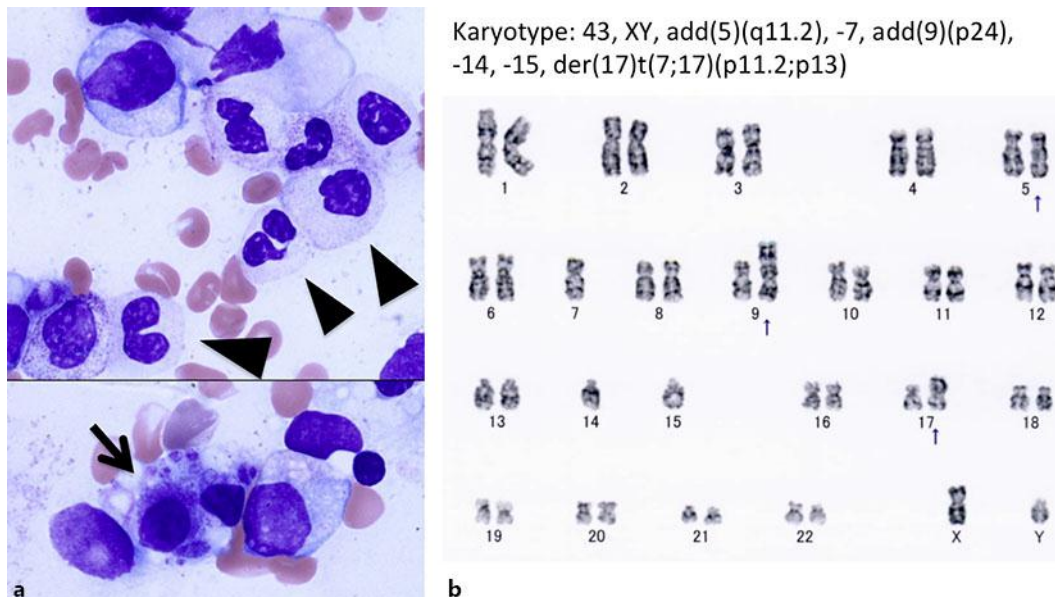 Karyotype: 43, XY, add(5)(q11.2), -7, add(9)(p24),
-14, -15, der(17)t(7;17)(p11.2;p13)
1 2 3 4 5
6 7 8 9 10 11 12
13 14 15 16 17 18
19 20 21 22 X Y
a b